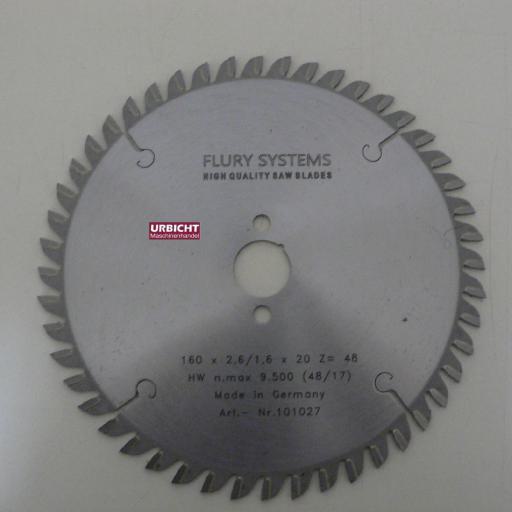 FLURY SYSTEMS
HIGH QUALITY SAW BLADES
URBICHT
Maschinenhandel
160 x 2,6/1,6 x 20 Z= 48
HW n.max 9.500 (48/17)
Made in Germany
Art.- Nr.101027